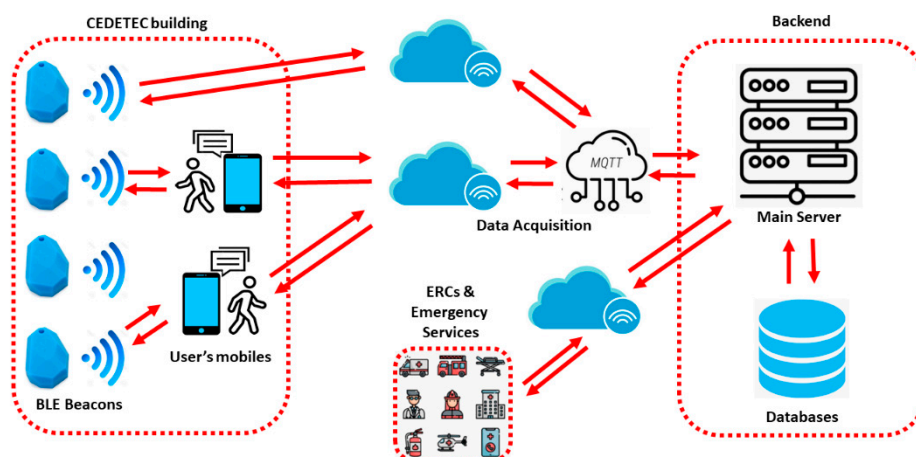 CEDETEC building
Backend
MQTT
Data Acquisition
Main Server
ERCs &
Emergency
Services
User's mobiles
BLE Beacons
Databases